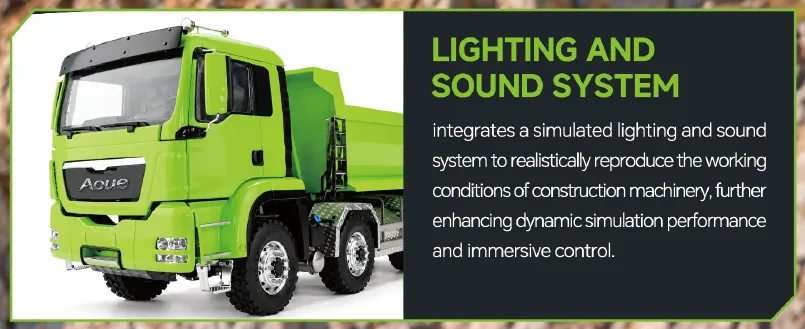 LIGHTING AND
SOUND SYSTEM
integrates a simulated lighting and sound
system to realistically reproduce the working
conditions of construction machinery, further
enhancing dynamic simulation performance
and immersive control.
Aoue